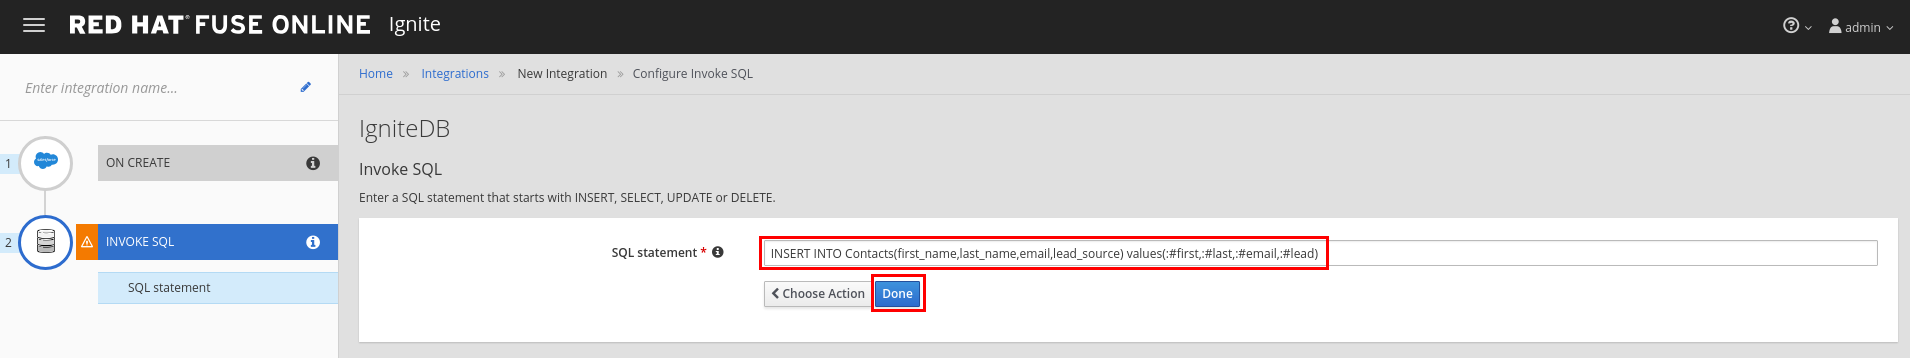 RED HAT® FUSE ONLINE Ignite
admin
Enter integration name...
Home » Integrations » New Integration » Configure Invoke SQL
IgniteDB
1 salesforce ON CREATE
Invoke SQL
Enter a SQL statement that starts with INSERT, SELECT, UPDATE or DELETE.
2 INVOKE SQL
SQL statement * INSERT INTO Contacts(first_name,last_name,email,lead_source) values(:#first,:#last,:#email,:#lead)
SQL statement
Choose Action Done